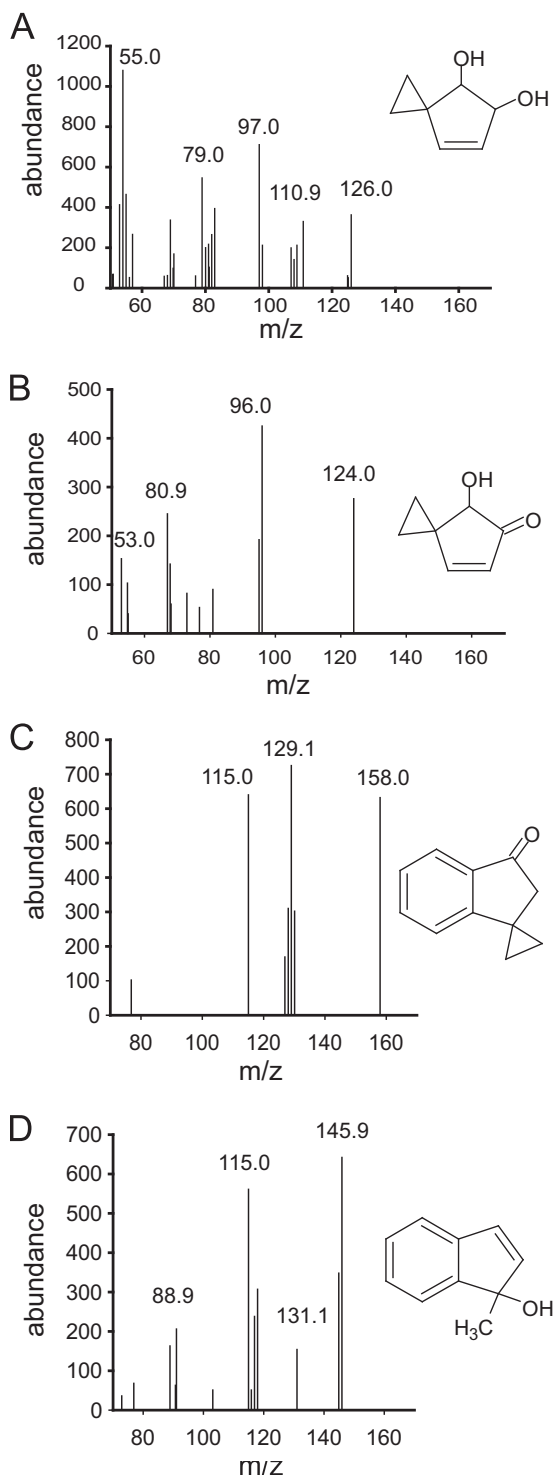 A
abundance
1200
1000
800
600
400
200
0
55.0
79.0
97.0
110.9
126.0
OH
OH
60 80 100 120 140 160
m/z
B
abundance
500
400
300
200
100
0
53.0
80.9
96.0
124.0
OH
O
60 80 100 120 140 160
m/z
C
abundance
800
700
600
500
400
300
200
100
0
115.0
129.1
158.0
O
80 100 120 140 160
m/z
D
abundance
700
600
500
400
300
200
100
0
88.9
115.0
131.1
145.9
OH
H₃C
80 100 120 140 160
m/z